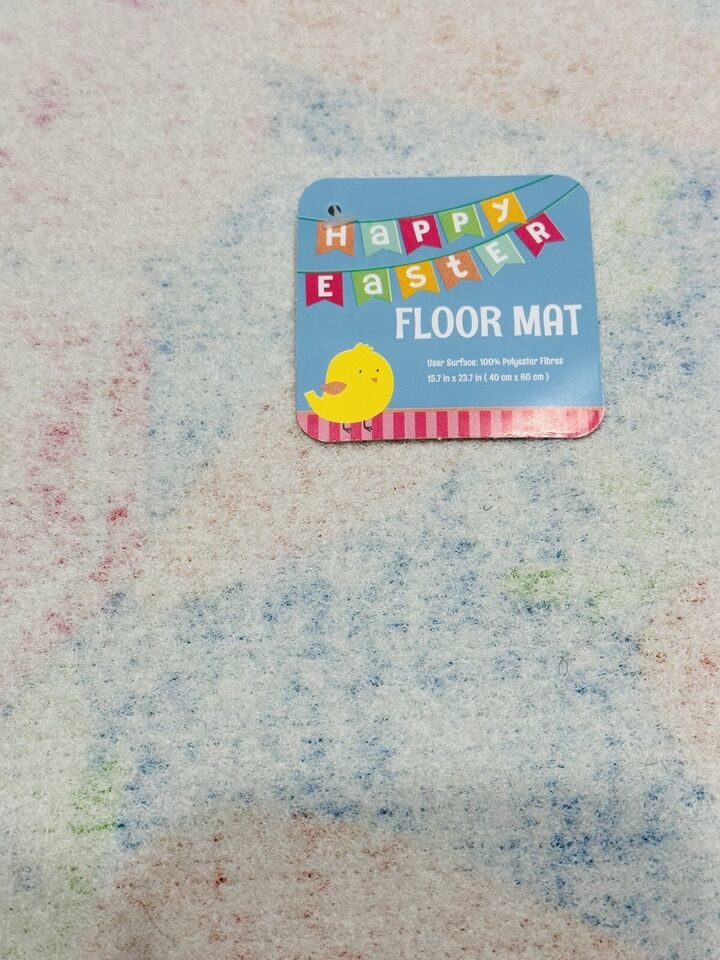 Happy
EasteR
FLOOR MAT
User Surface: 100% Polyester Fibres
15.7 in x 23.7 in ( 40 cm x 60 cm )